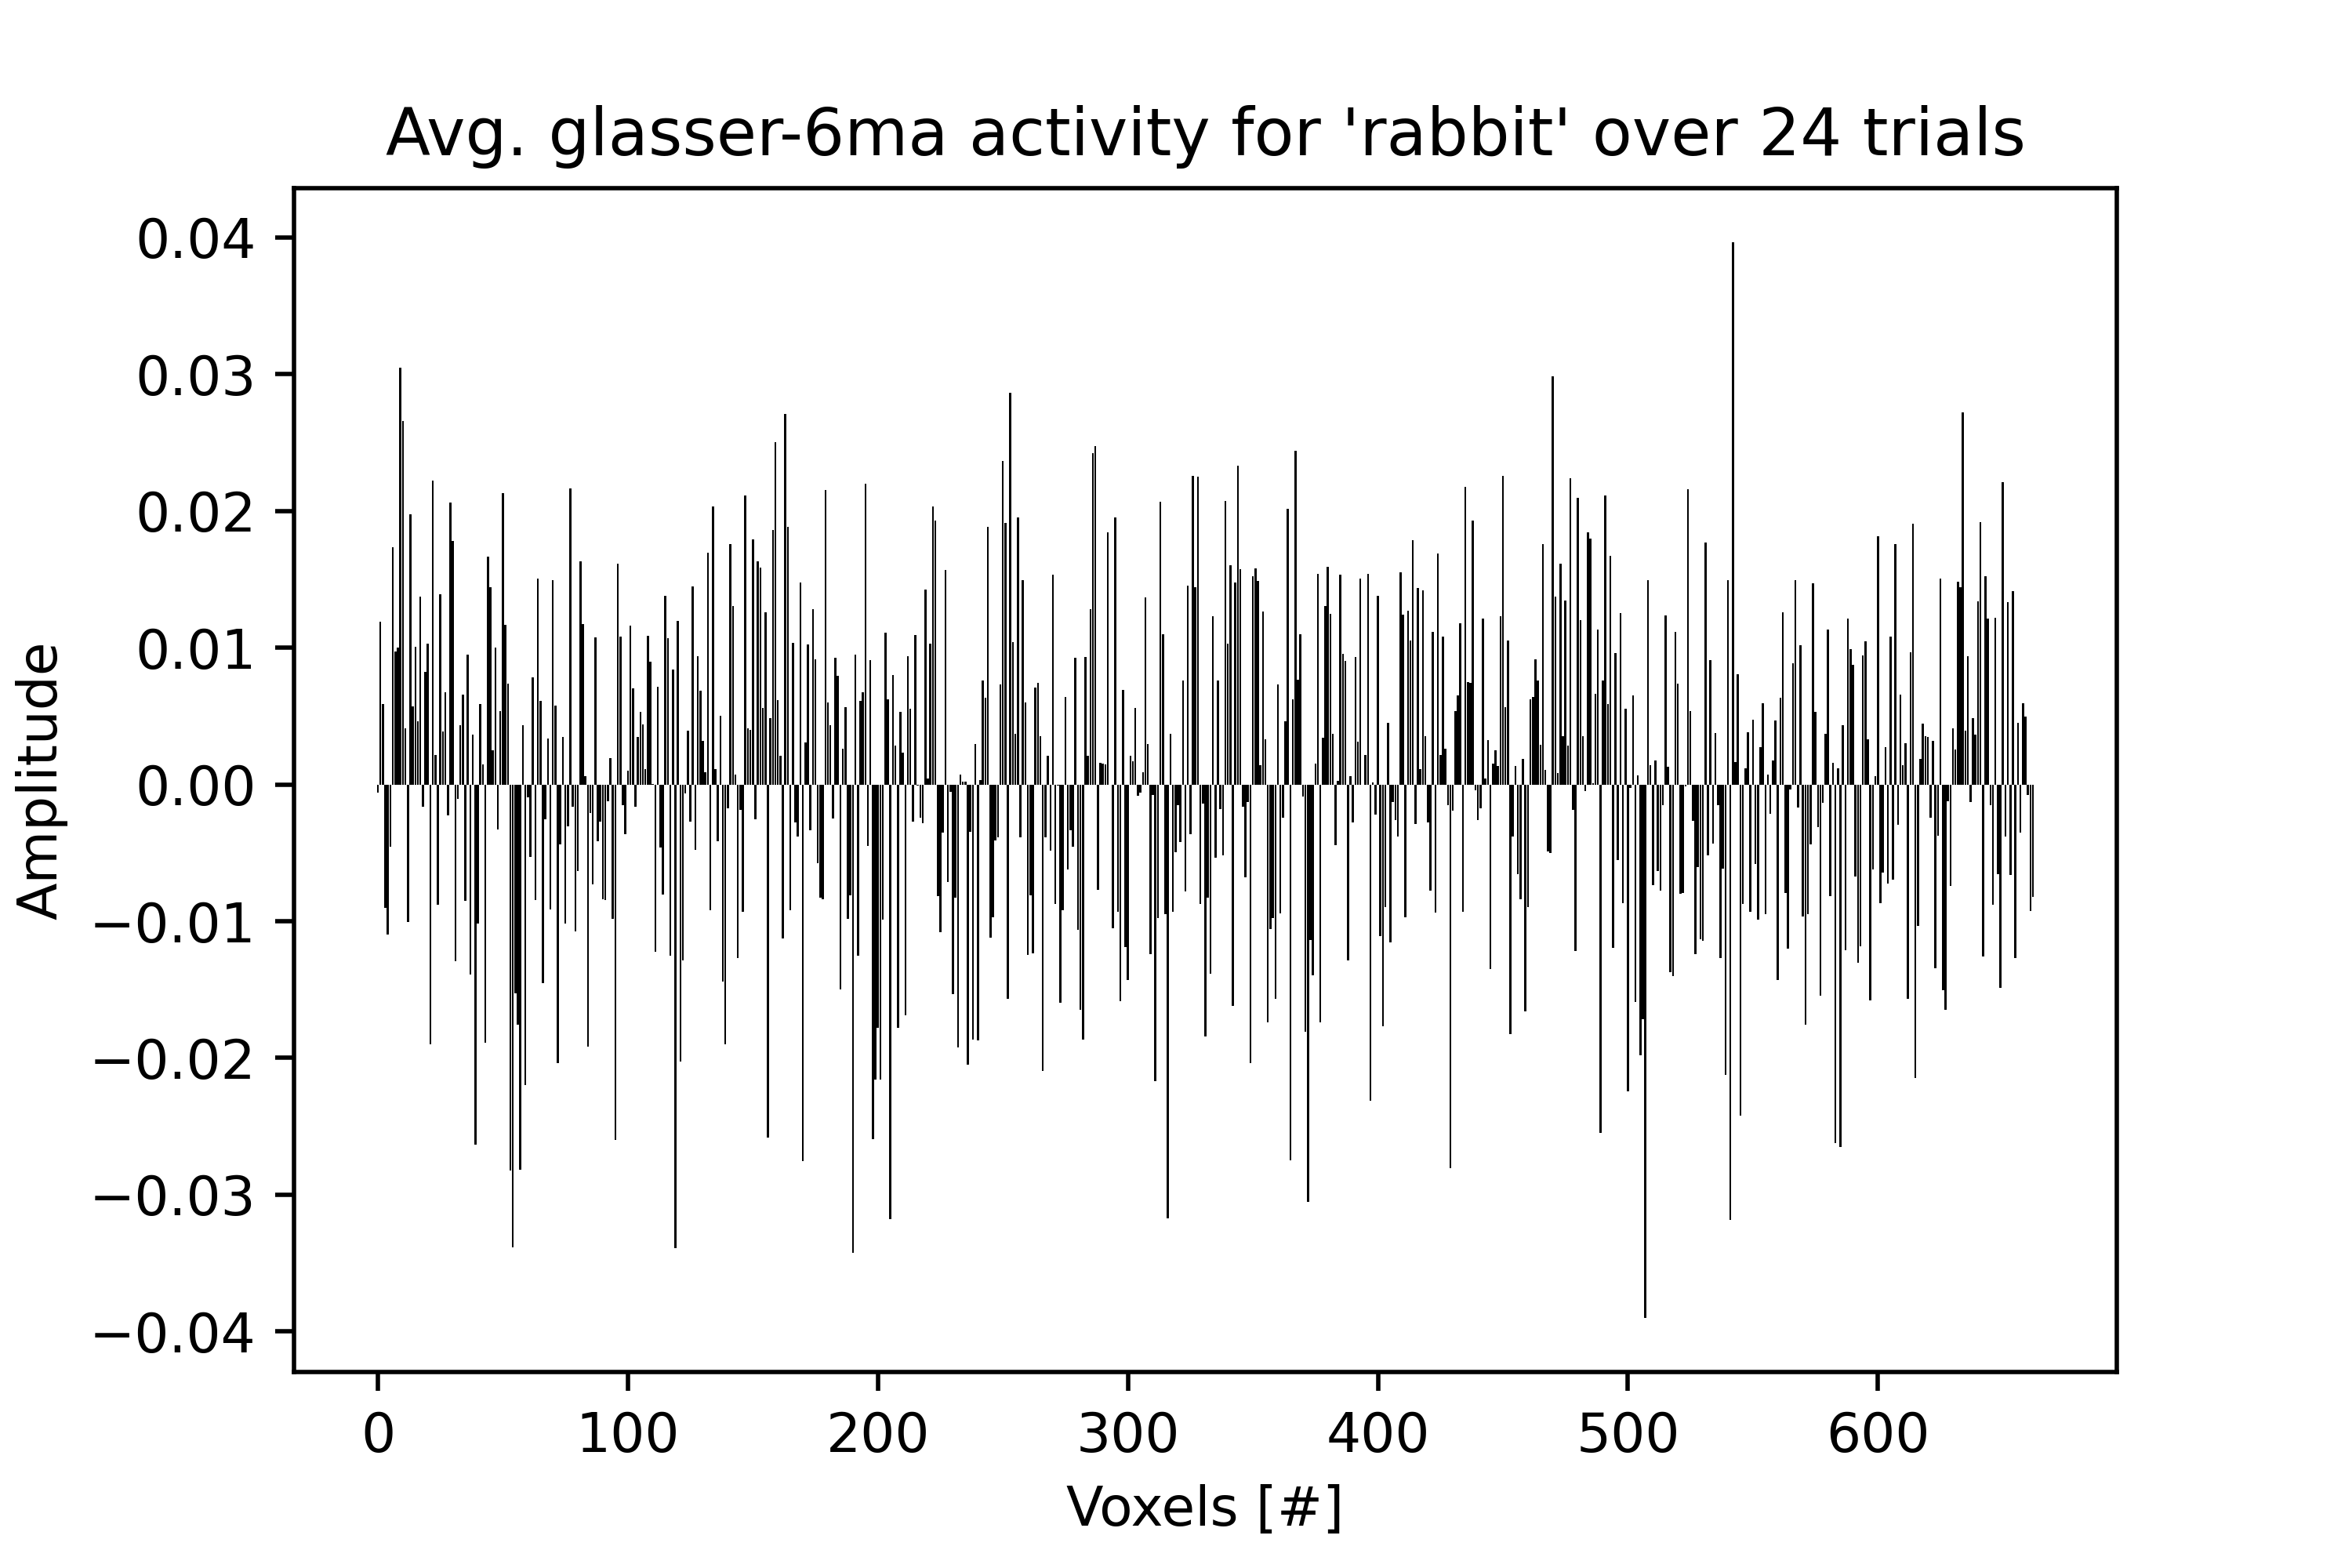 Avg. glasser-6ma activity for 'rabbit' over 24 trials
0.04
0.03
0.02
0.01
0.00
−0.01
−0.02
−0.03
−0.04
Amplitude
0 100 200 300 400 500 600
Voxels [#]